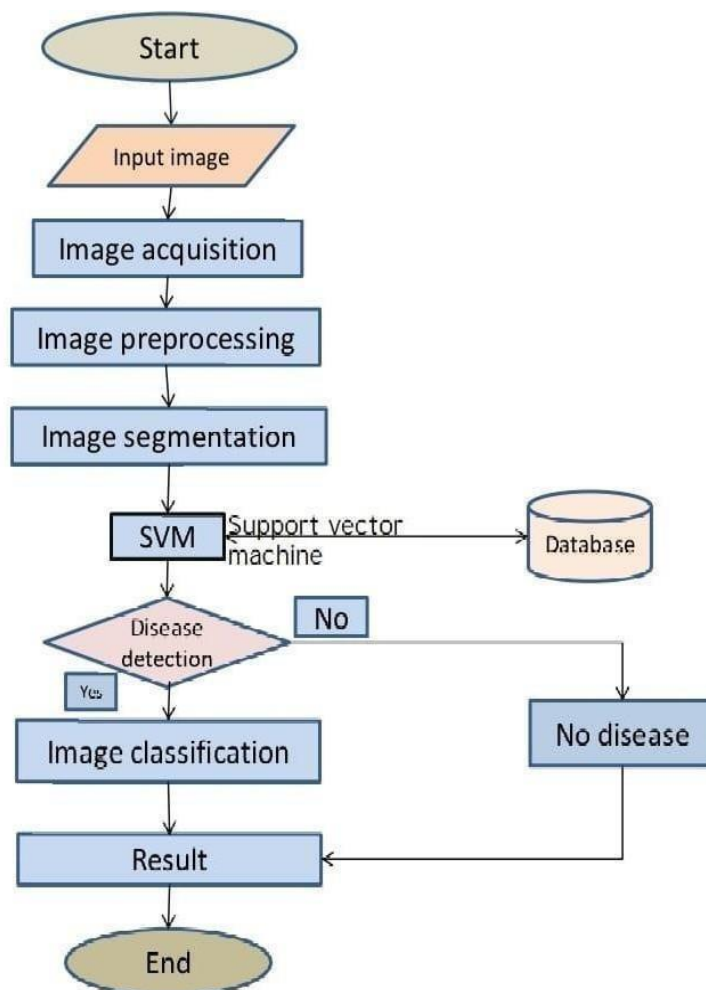 Start
Input image
Image acquisition
Image preprocessing
Image segmentation
SVM
Support vector
machine
Database
Disease
detection
No
Yes
Image classification
No disease
Result
End